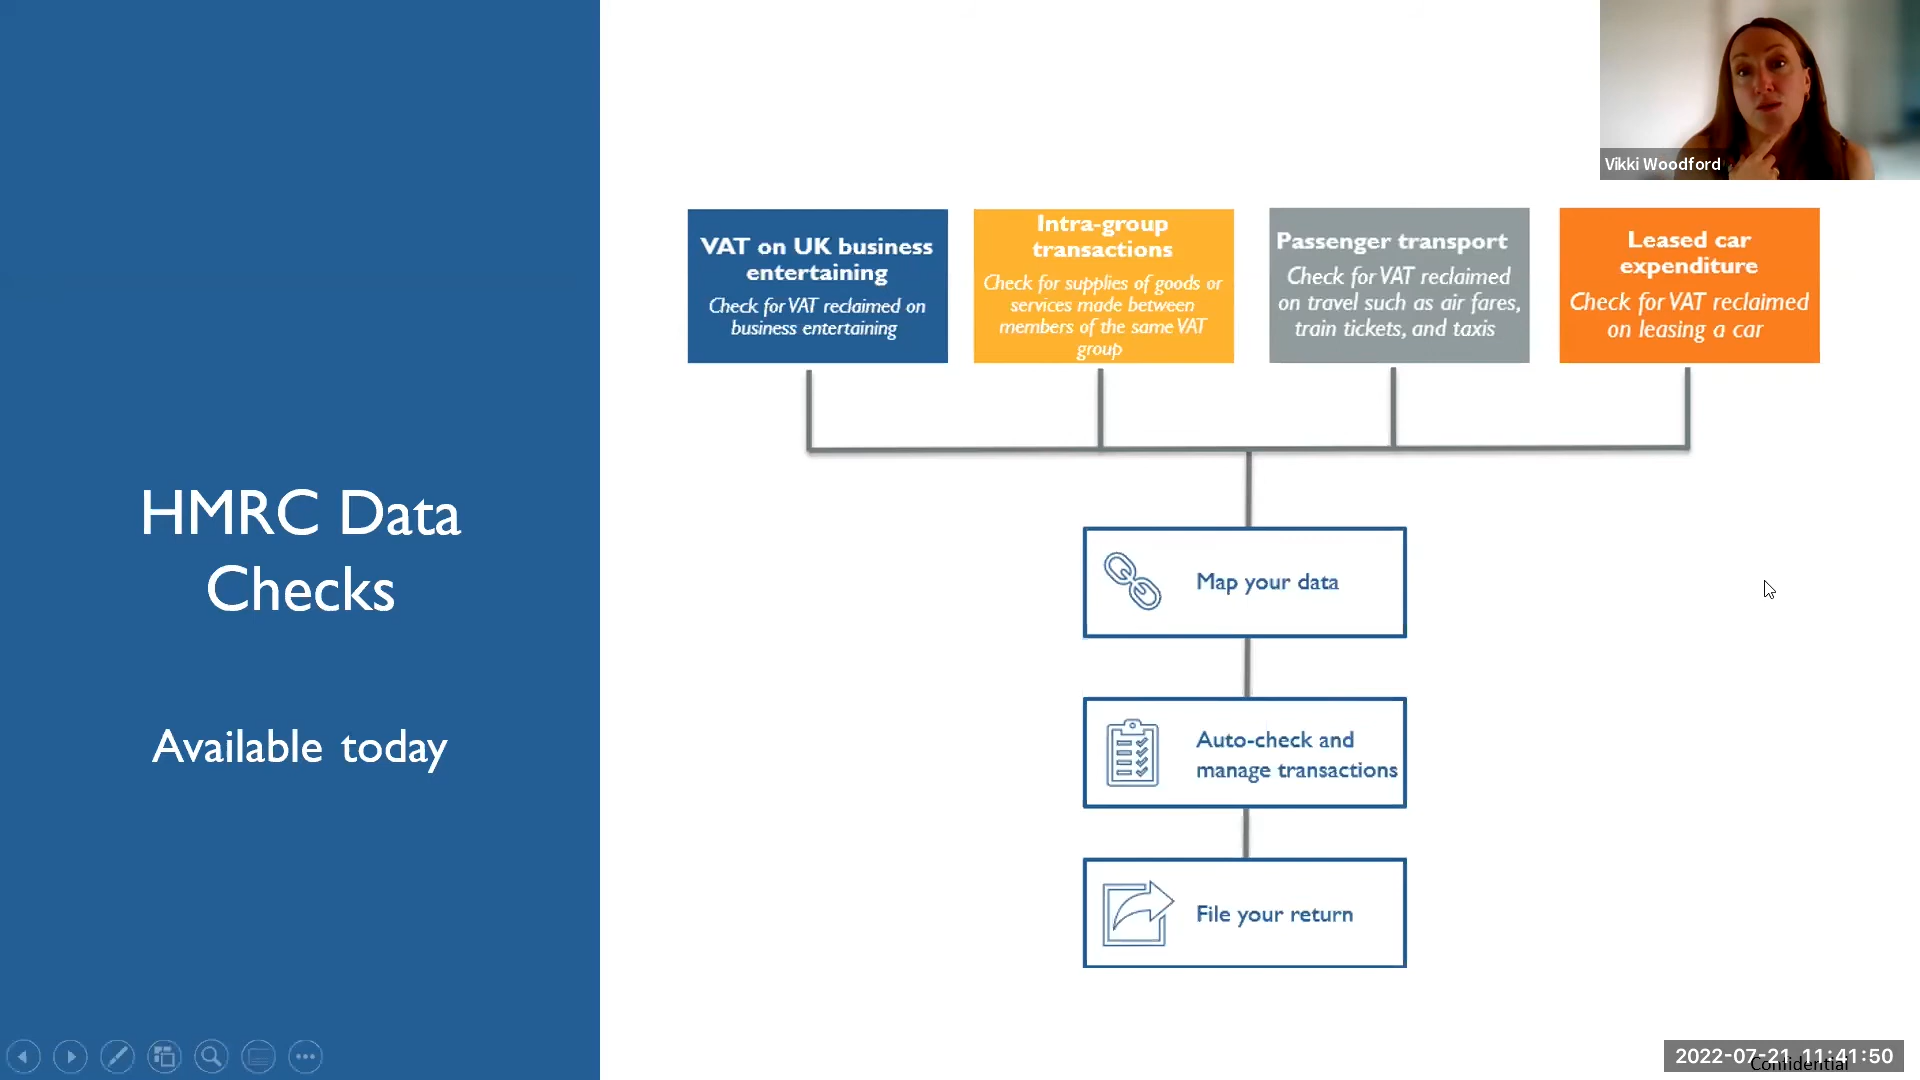 Vikki Woodford
VAT on UK business
entertaining
Check for VAT reclaimed on
business entertaining
Intra-group
transactions
Check for supplies of goods or
services made between
members of the same VAT
group
Passenger transport
Check for VAT reclaimed
on travel such as air fares,
train tickets, and taxis
Leased car
expenditure
Check for VAT reclaimed
on leasing a car
HMRC Data
Checks
Available today
Map your data
Auto-check and
manage transactions
File your return
2022-07-21 11:41:50
Confidential